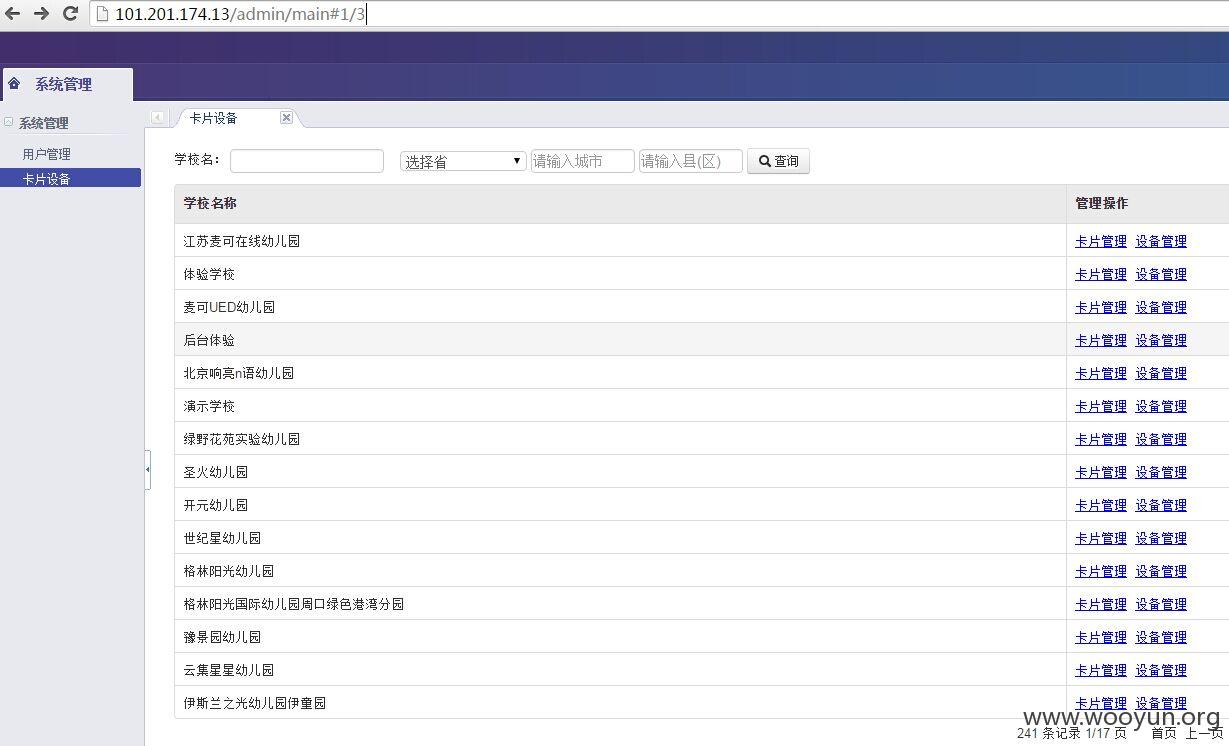 101.201.174.13/admin/main#1/3
系统管理
系统管理
用户管理
卡片设备
卡片设备
学校名： 选择省 请输入城市 请输入县(区) 查询
学校名称 管理操作
江苏麦可在线幼儿园 卡片管理 设备管理
体验学校 卡片管理 设备管理
麦可UED幼儿园 卡片管理 设备管理
后台体验 卡片管理 设备管理
北京响亮n语幼儿园 卡片管理 设备管理
演示学校 卡片管理 设备管理
绿野花苑实验幼儿园 卡片管理 设备管理
圣火幼儿园 卡片管理 设备管理
开元幼儿园 卡片管理 设备管理
世纪星幼儿园 卡片管理 设备管理
格林阳光幼儿园 卡片管理 设备管理
格林阳光国际幼儿园周口绿色港湾分园 卡片管理 设备管理
豫景园幼儿园 卡片管理 设备管理
云集星星幼儿园 卡片管理 设备管理
伊斯兰之光幼儿园伊童园 卡片管理 设备管理
www.wooyun.org
241 条记录 1/17 页 首页 上一页